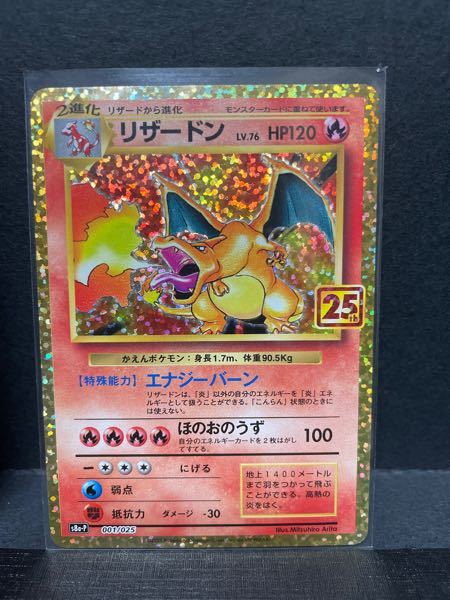 2進化
リザードから進化
モンスターカードに重ねて使います。
リザードン LV.76 HP120
25th
かえんポケモン：身長1.7m、体重90.5Kg
【特殊能力】エナジーバーン
リザードンは、「炎」以外の自分のエネルギーを「炎」エネ
ルギーとして扱うことができる。「こんらん」状態のときに
は使えない。
ほのおのうず 100
自分のエネルギーカードを2枚はがし
てすてる。
にげる
弱点
抵抗力 ダメージ -30
地上1400メートル
まで羽をつかって飛ぶ
ことができる。高熱の
炎をはく。
s8a-P 001/025
Illus.Mitsuhiro Arita